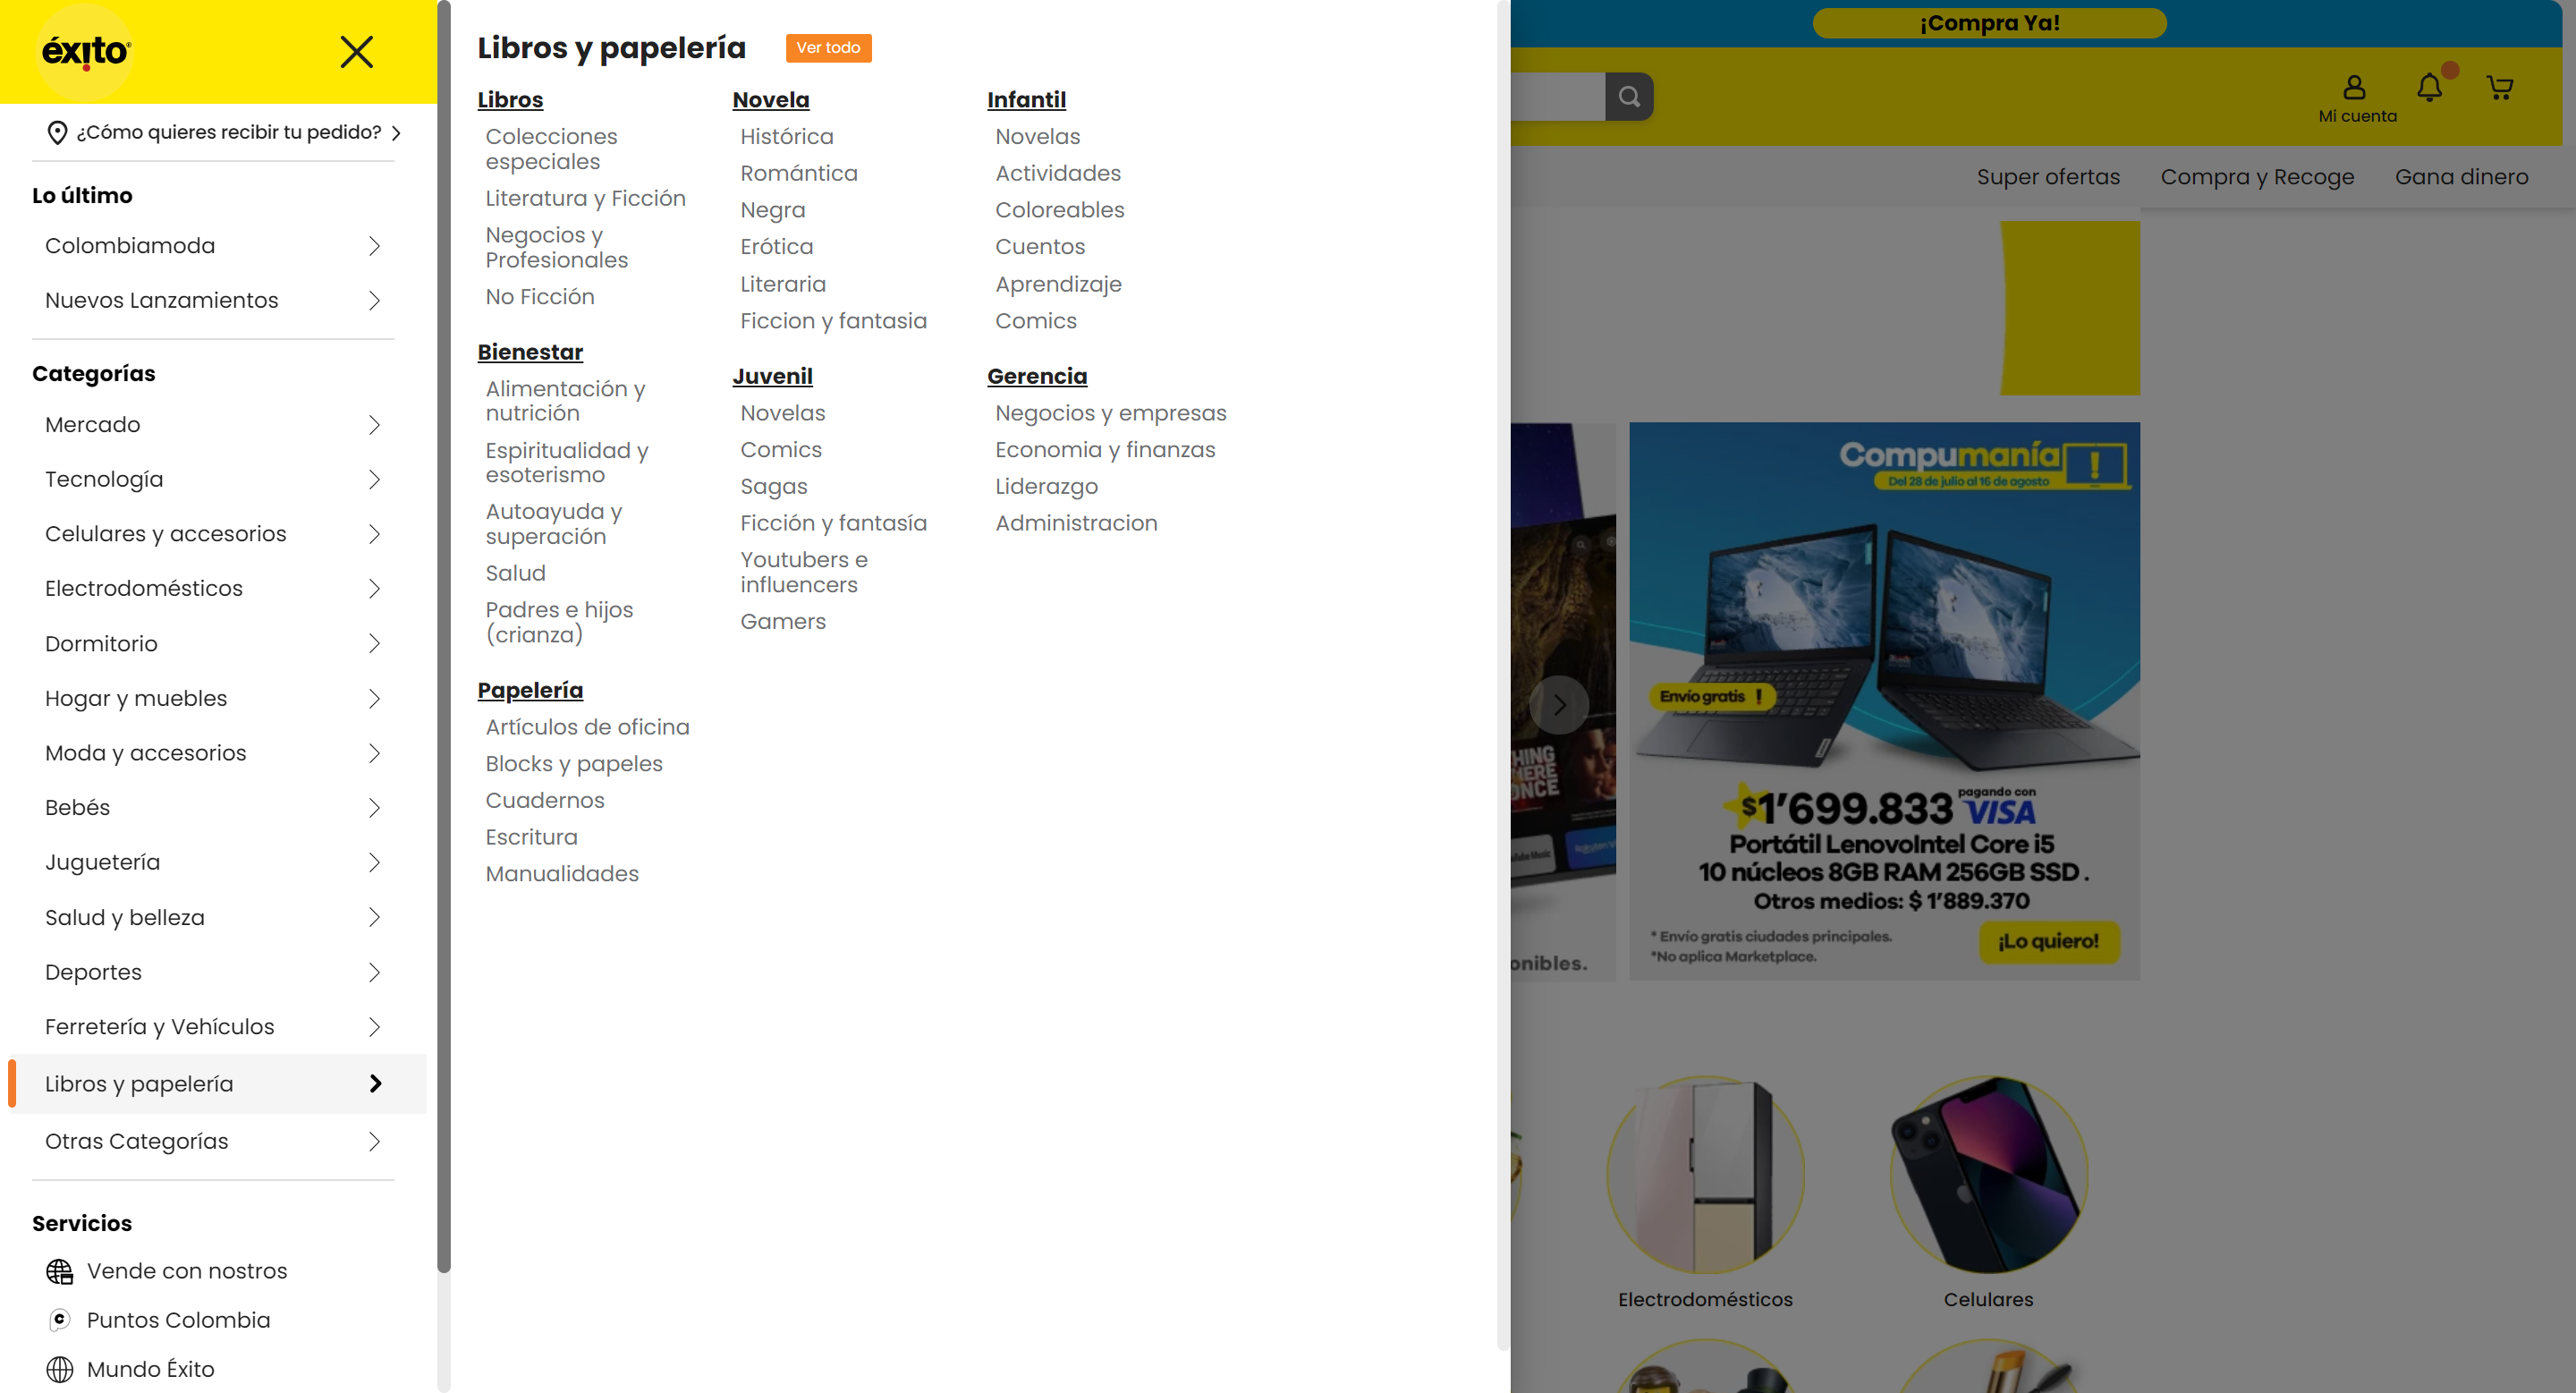 éxito
¿Cómo quieres recibir tu pedido?
Lo último
Colombiamoda
Nuevos Lanzamientos
Categorías
Mercado
Tecnología
Celulares y accesorios
Electrodomésticos
Dormitorio
Hogar y muebles
Moda y accesorios
Bebés
Juguetería
Salud y belleza
Deportes
Ferretería y Vehículos
Libros y papelería
Otras Categorías
Servicios
Vende con nostros
Puntos Colombia
Mundo Éxito
Libros y papelería
Ver todo
Libros
Colecciones
especiales
Literatura y Ficción
Negocios y
Profesionales
No Ficción
Bienestar
Alimentación y
nutrición
Espiritualidad y
esoterismo
Autoayuda y
superación
Salud
Padres e hijos
(crianza)
Papelería
Artículos de oficina
Blocks y papeles
Cuadernos
Escritura
Manualidades
Novela
Histórica
Romántica
Negra
Erótica
Literaria
Ficcion y fantasia
Juvenil
Novelas
Comics
Sagas
Ficción y fantasía
Youtubers e
influencers
Gamers
Infantil
Novelas
Actividades
Coloreables
Cuentos
Aprendizaje
Comics
Gerencia
Negocios y empresas
Economia y finanzas
Liderazgo
Administracion
¡Compra Ya!
Mi cuenta
Super ofertas
Compra y Recoge
Gana dinero
onibles.
Compumanía
Del 28 de julio al 16 de agosto
Envío gratis !
$1'699.833 pagando con VISA
Portátil LenovoIntel Core i5
10 núcleos 8GB RAM 256GB SSD .
Otros medios: $ 1'889.370
* Envío gratis ciudades principales.
*No aplica Marketplace.
¡Lo quiero!
Electrodomésticos
Celulares